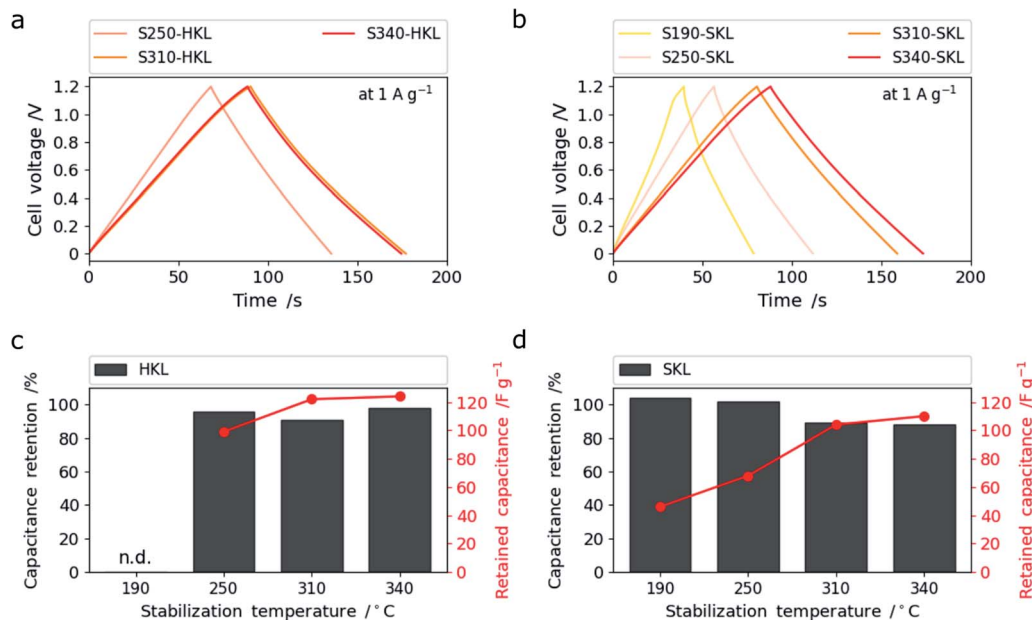 a
S250-HKL S340-HKL
S310-HKL
Cell voltage /V
1.2
1.0
0.8
0.6
0.4
0.2
0
at 1 A g⁻¹
0 50 100 150 200
Time /s
b
S190-SKL S310-SKL
S250-SKL S340-SKL
Cell voltage /V
1.2
1.0
0.8
0.6
0.4
0.2
0
at 1 A g⁻¹
0 50 100 150 200
Time /s
c
HKL
Capacitance retention /%
100
80
60
40
20
0
n.d.
Retained capacitance /F g⁻¹
120
100
80
60
40
20
0
190 250 310 340
Stabilization temperature /°C
d
SKL
Capacitance retention /%
100
80
60
40
20
0
Retained capacitance /F g⁻¹
120
100
80
60
40
20
0
190 250 310 340
Stabilization temperature /°C